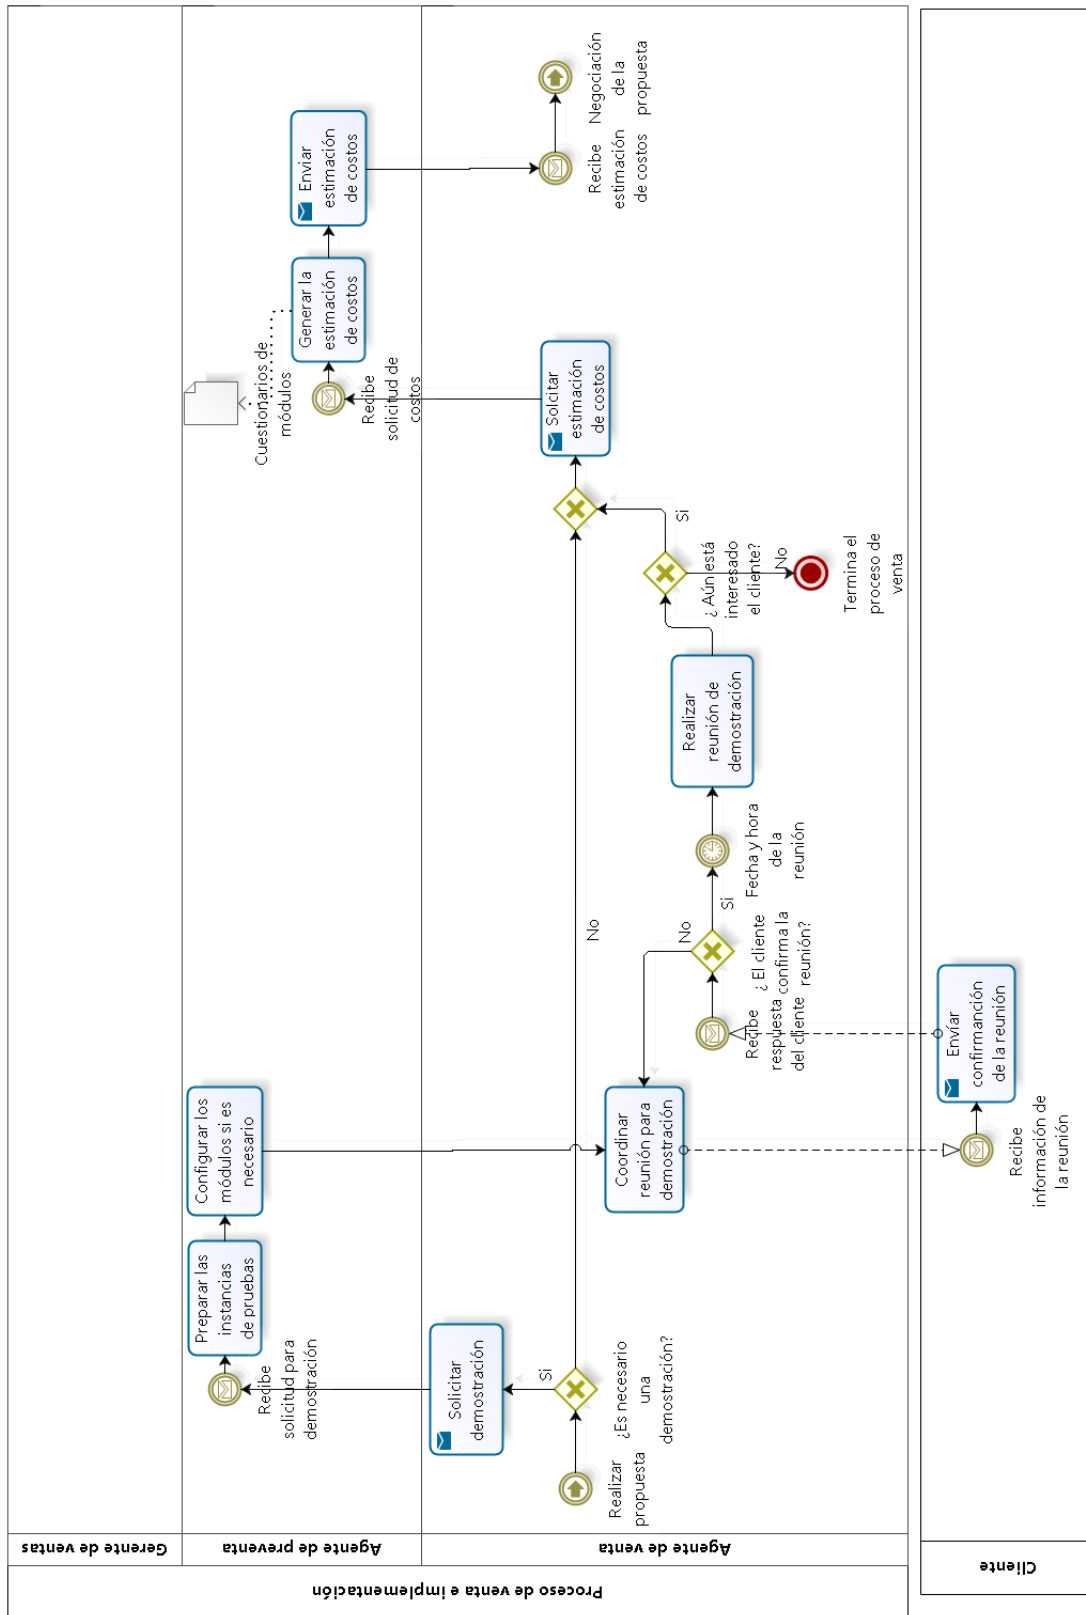 Proceso de venta e implementación
Gerente de ventas
Agente de preventa
Agente de venta
Cliente
Realizar
propuesta
¿Es necesario
una
demostración?
Si
No
Solicitar
demostración
Recibe
solicitud para
demostración
Preparar las
instancias
de pruebas
Configurar los
módulos si es
necesario
Coordinar
reunión para
demostración
Recibe
información de
la reunión
Envíar
confirmanción
de la reunión
Recibe
respuesta
del cliente
¿ El cliente
confirma la
reunión?
No
Si
Fecha y hora
de la
reunión
Realizar
reunión de
demostración
¿ Aún está
interesado
el cliente?
Si
No
Termina el
proceso de
venta
Solcitar
estimación
de costos
Recibe
solicitud de
costos
Cuestionarios de
módulos
Generar la
estimación
de costos
Enviar
estimación
de costos
Recibe
estimación
de costos
Negociación
de la
propuesta